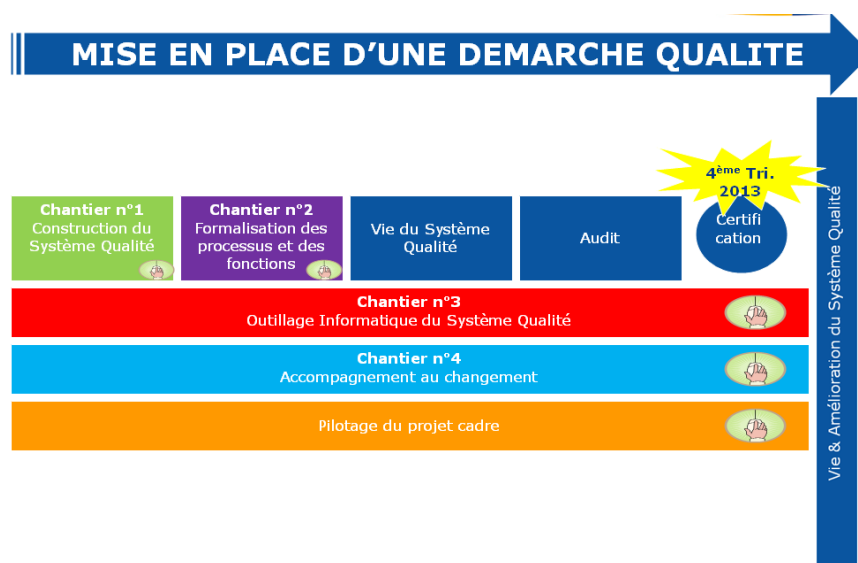 MISE EN PLACE D’UNE DEMARCHE QUALITE
4ème Tri.
2013
Chantier n°1
Construction du
Système Qualité
Chantier n°2
Formalisation des
processus et des
fonctions
Vie du Système
Qualité
Audit
Certifi
cation
Chantier n°3
Outillage Informatique du Système Qualité
Chantier n°4
Accompagnement au changement
Pilotage du projet cadre
Vie & Amélioration du Système Qualité